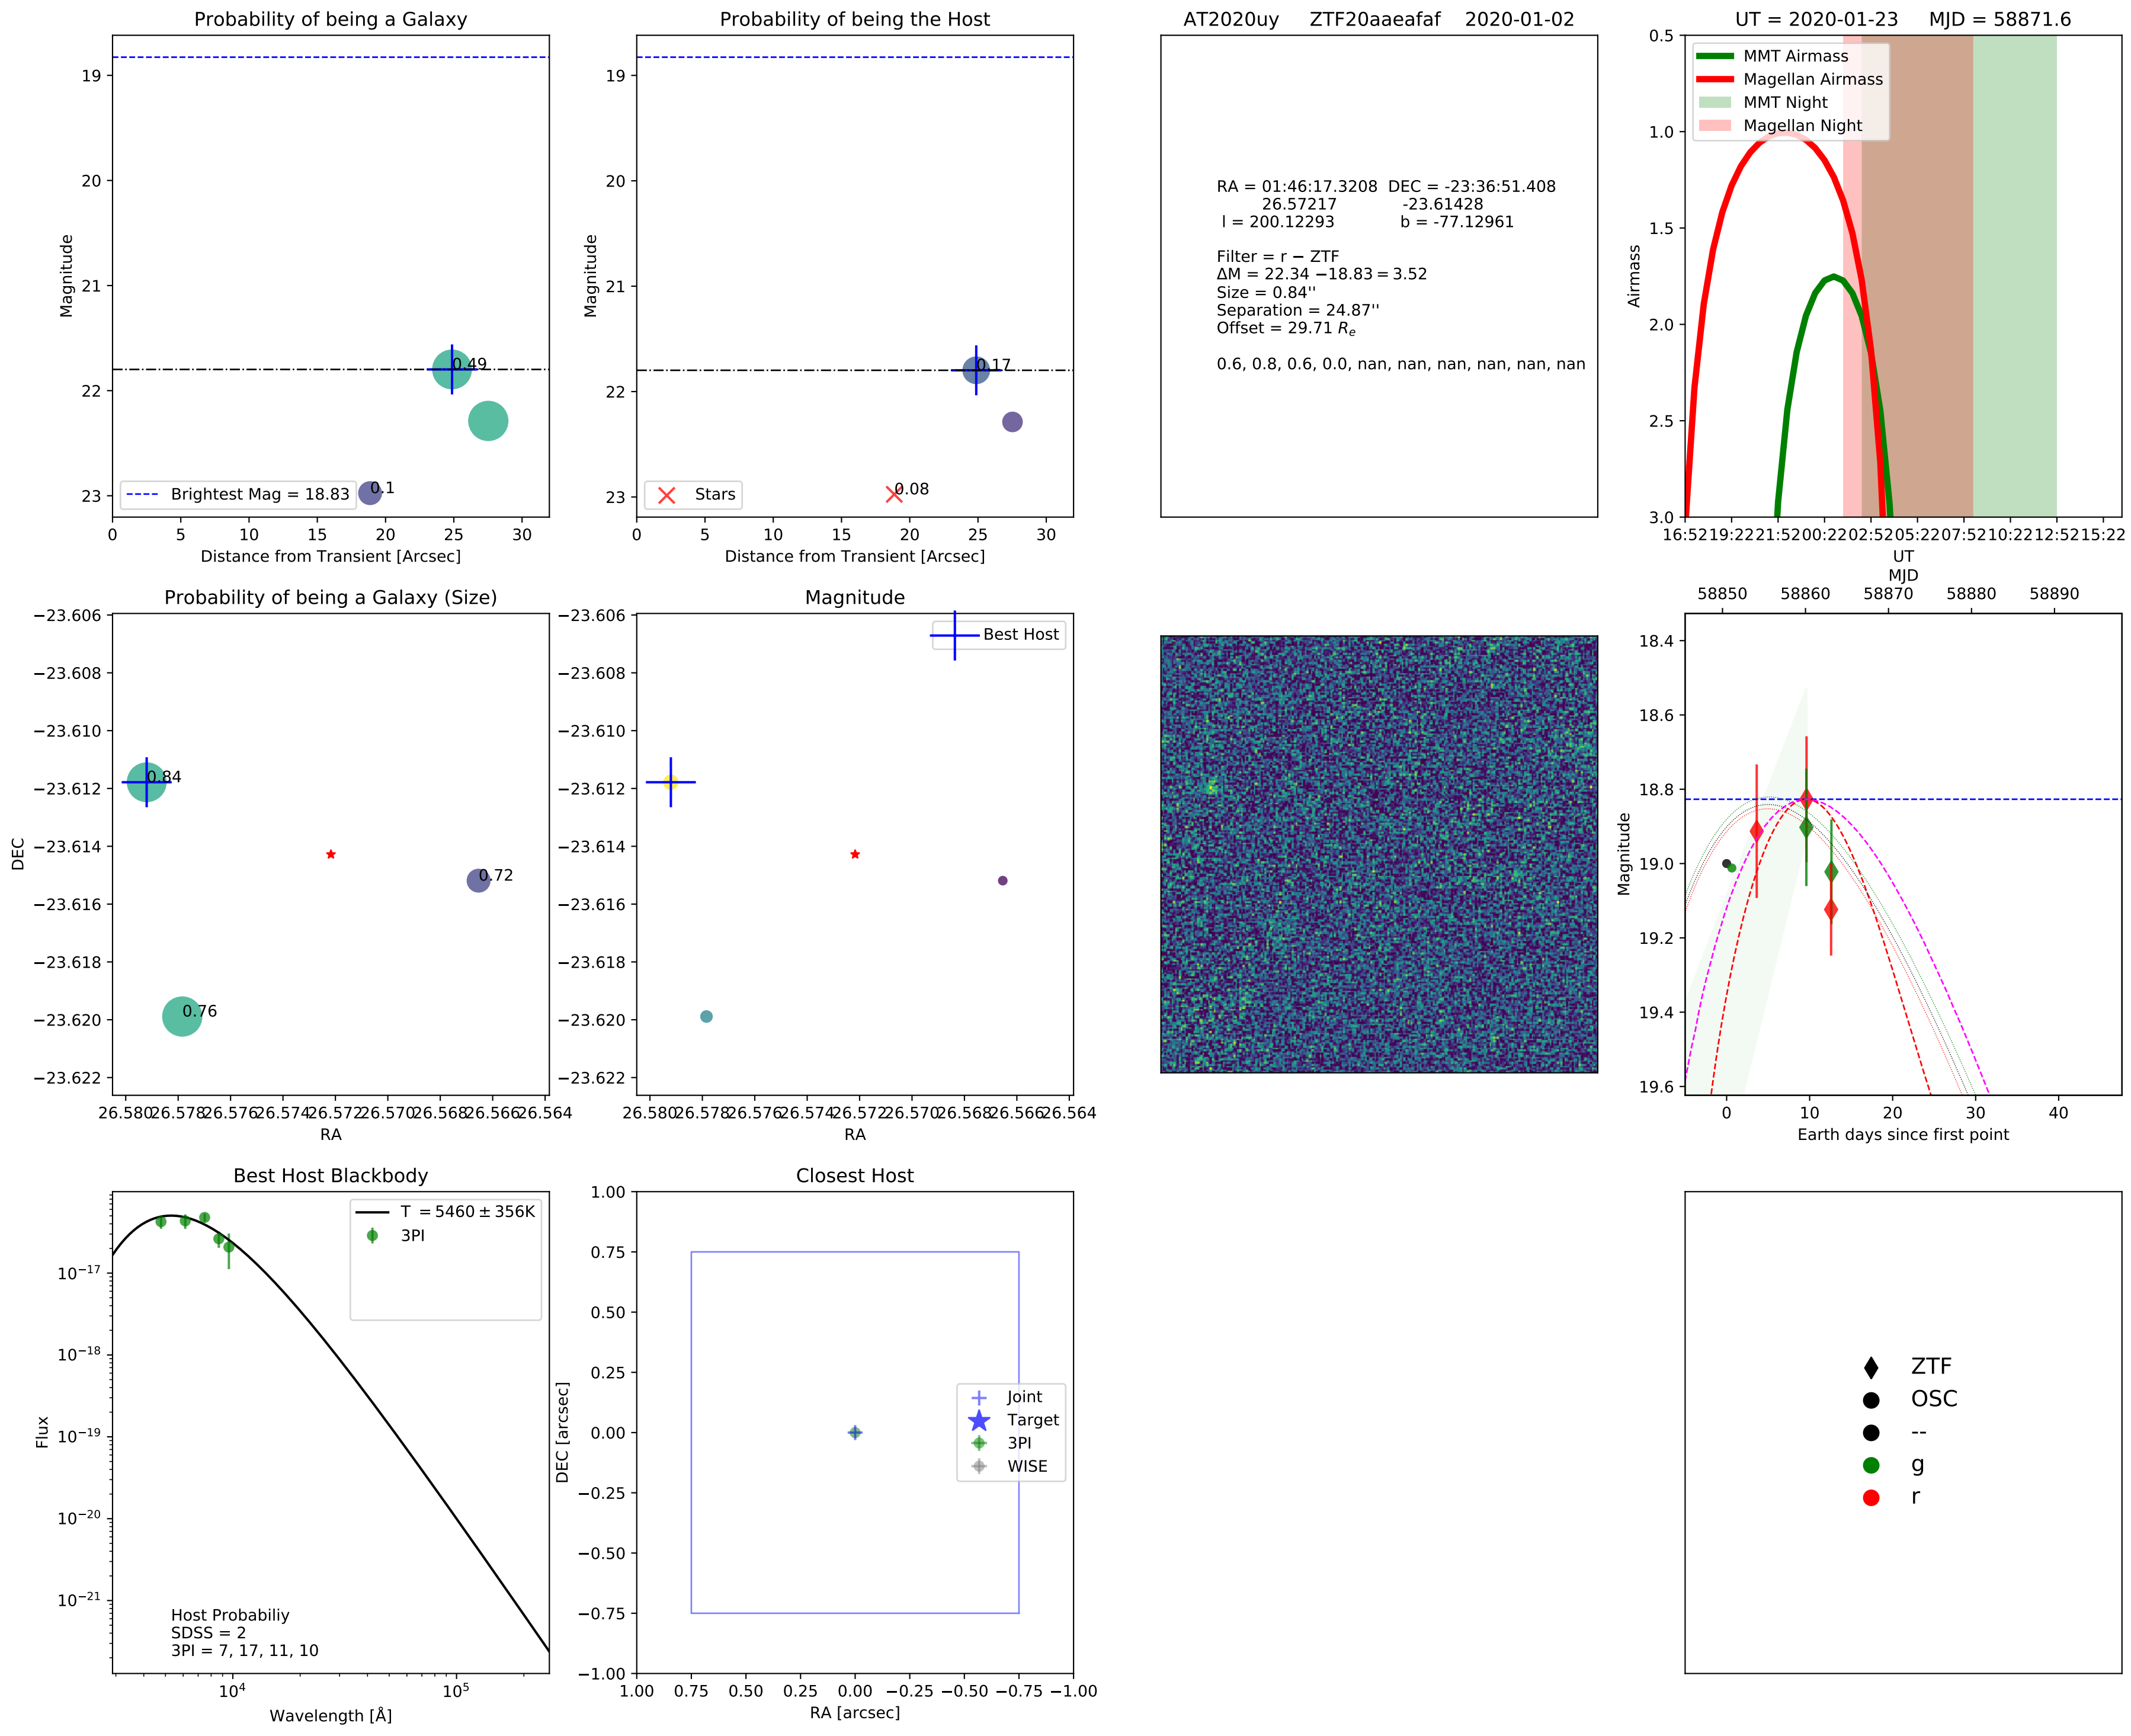 Probability of being a Galaxy
19
20
21
22
23
Magnitude
0.49
0.1
Brightest Mag = 18.83
0 5 10 15 20 25 30
Distance from Transient [Arcsec]
Probability of being the Host
19
20
21
22
23
Magnitude
0.17
0.08
Stars
0 5 10 15 20 25 30
Distance from Transient [Arcsec]
AT2020uy ZTF20aaeafaf 2020-01-02
RA = 01:46:17.3208 DEC = -23:36:51.408
26.57217 -23.61428
l = 200.12293 b = -77.12961
Filter = r − ZTF
ΔM = 22.34 −18.83 = 3.52
Size = 0.84''
Separation = 24.87''
Offset = 29.71 Rₑ
0.6, 0.8, 0.6, 0.0, nan, nan, nan, nan, nan, nan
UT = 2020-01-23 MJD = 58871.6
0.5
1.0
1.5
2.0
2.5
3.0
Airmass
MMT Airmass
Magellan Airmass
MMT Night
Magellan Night
16:52 19:22 21:52 00:22 02:52 05:22 07:52 10:22 12:52 15:22
UT
Probability of being a Galaxy (Size)
−23.606
−23.608
−23.610
−23.612
−23.614
−23.616
−23.618
−23.620
−23.622
DEC
0.84
0.72
0.76
26.580 26.578 26.576 26.574 26.572 26.570 26.568 26.566 26.564
RA
Magnitude
−23.606
−23.608
−23.610
−23.612
−23.614
−23.616
−23.618
−23.620
−23.622
Best Host
26.580 26.578 26.576 26.574 26.572 26.570 26.568 26.566 26.564
RA
MJD
58850 58860 58870 58880 58890
18.4
18.6
18.8
19.0
19.2
19.4
19.6
Magnitude
0 10 20 30 40
Earth days since first point
Best Host Blackbody
10⁻¹⁷
10⁻¹⁸
10⁻¹⁹
10⁻²⁰
10⁻²¹
Flux
T = 5460 ± 356K
3PI
Host Probabiliy
SDSS = 2
3PI = 7, 17, 11, 10
10⁴ 10⁵
Wavelength [Å]
Closest Host
1.00
0.75
0.50
0.25
0.00
−0.25
−0.50
−0.75
−1.00
DEC [arcsec]
Joint
Target
3PI
WISE
1.00 0.75 0.50 0.25 0.00 −0.25 −0.50 −0.75 −1.00
RA [arcsec]
ZTF
OSC
--
g
r